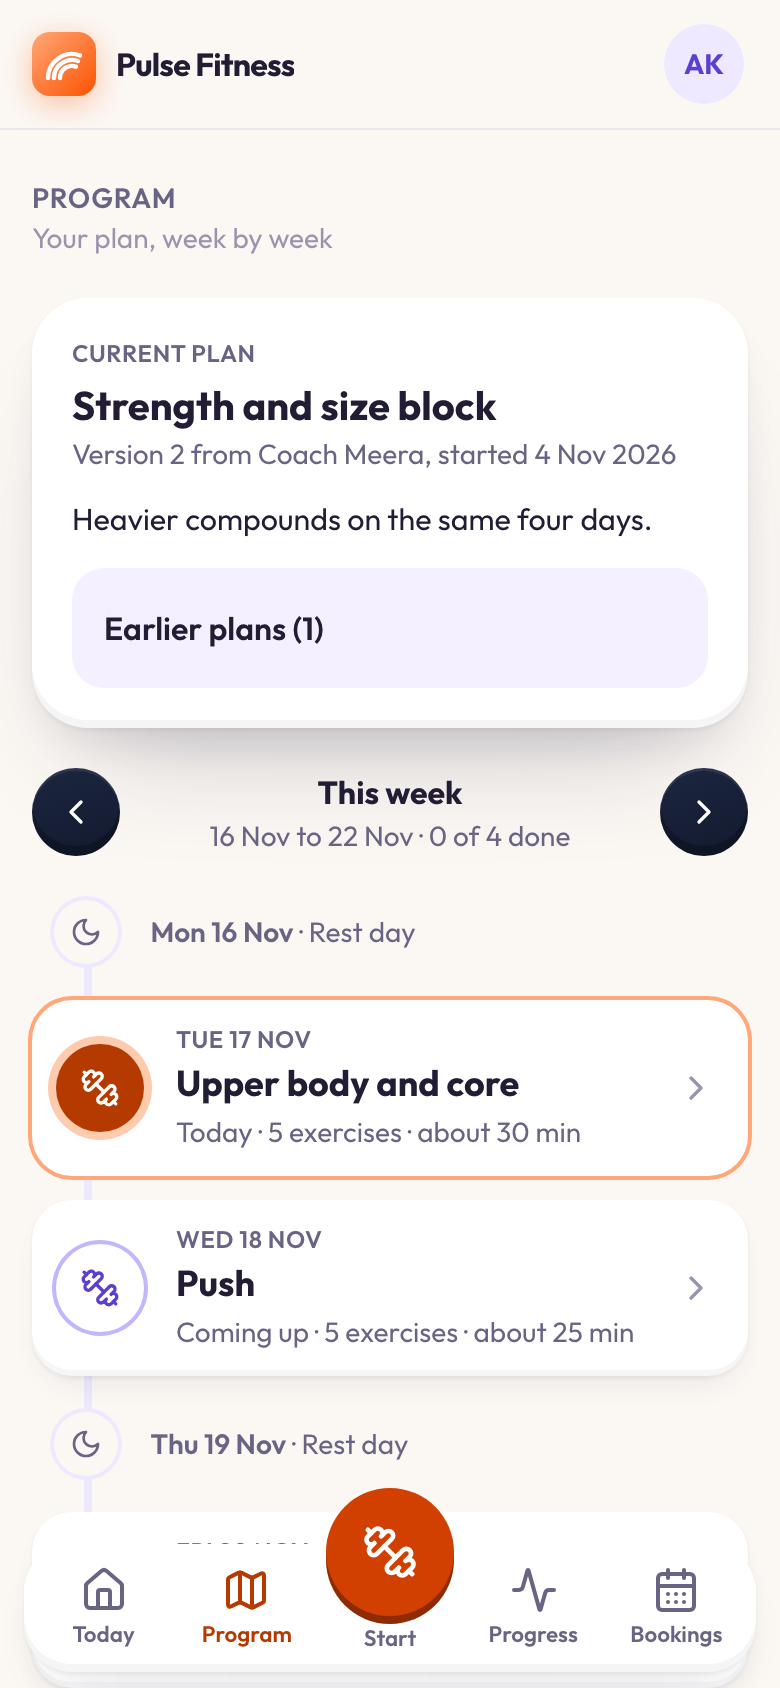 Pulse Fitness
AK
PROGRAM
Your plan, week by week
CURRENT PLAN
Strength and size block
Version 2 from Coach Meera, started 4 Nov 2026
Heavier compounds on the same four days.
Earlier plans (1)
This week
16 Nov to 22 Nov · 0 of 4 done
Mon 16 Nov · Rest day
TUE 17 NOV
Upper body and core
Today · 5 exercises · about 30 min
WED 18 NOV
Push
Coming up · 5 exercises · about 25 min
Thu 19 Nov · Rest day
Today
Program
Start
Progress
Bookings